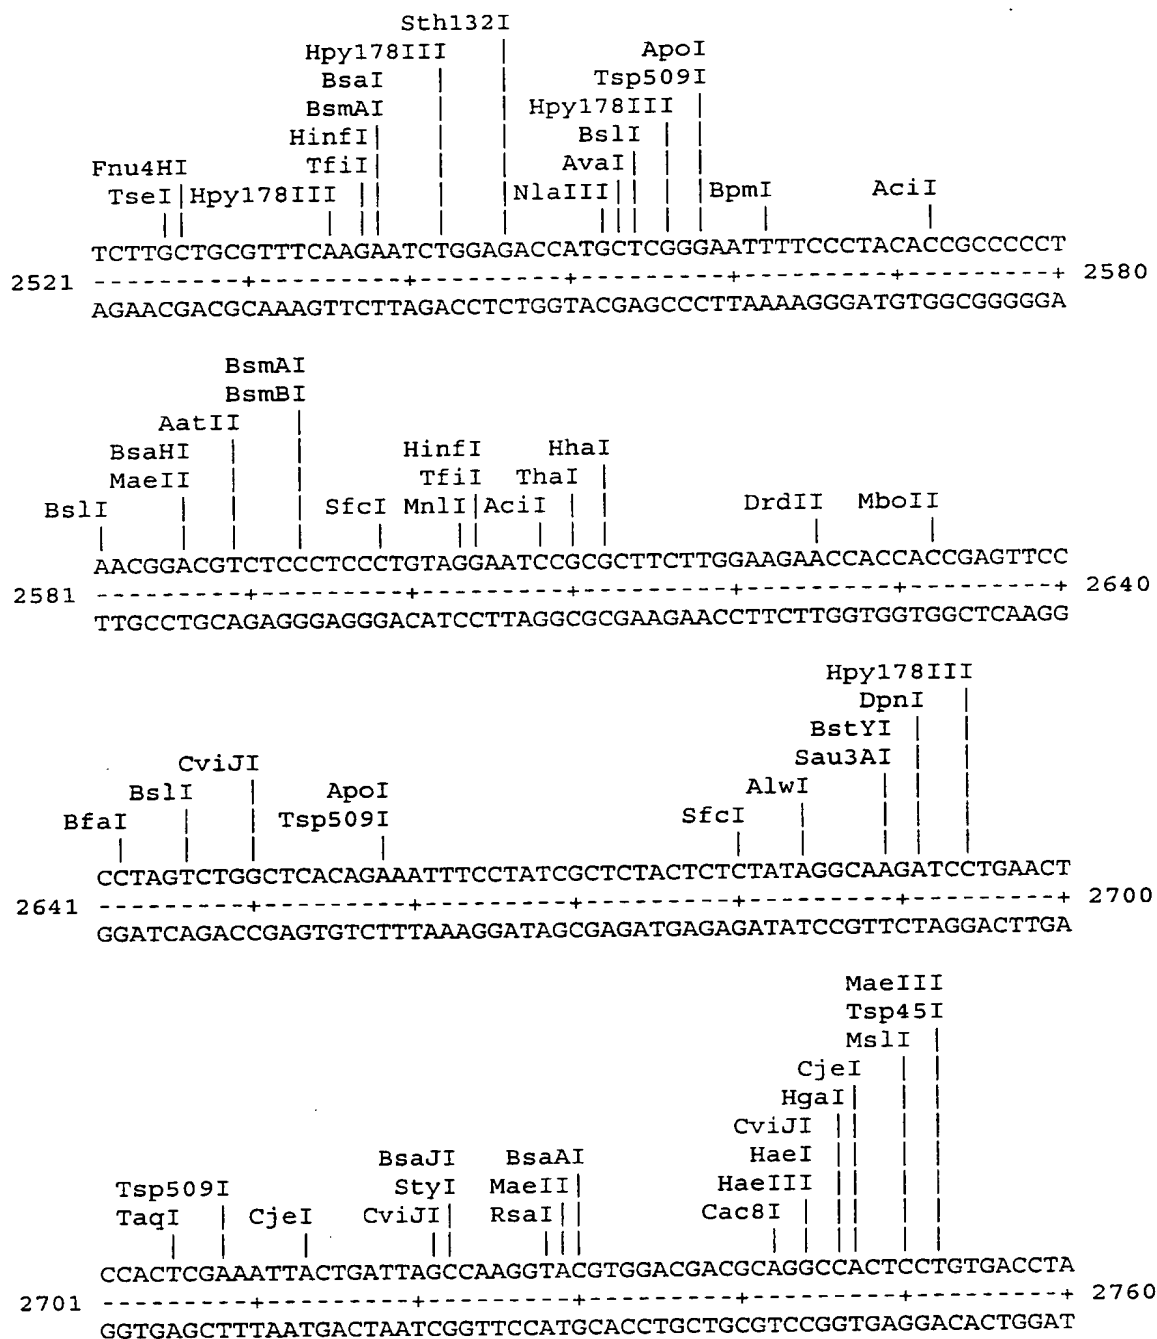 Sth132I
Hpy178III ApoI
BsaI Tsp509I
BsmAI Hpy178III
HinfI BslI
Fnu4HI TfiI AvaI
TseI Hpy178III NlaIII BpmI AciI
TCTTGCTGCGTTTCAAGAATCTGGAGACCATGCTCGGGAATTTTCCCTACACCGCCCCCT
2521 ---------+---------+---------+---------+---------+---------+ 2580
AGAACGACGCAAAGTTCTTAGACCTCTGGTACGAGCCCTTAAAAGGGATGTGGCGGGGGA
BsmAI
BsmBI
AatII
BsaHI HinfI HhaI
MaeII TfiI ThaI
BslI SfcI MnlI AciI DrdII MboII
AACGGACGTCTCCCTCCCTGTAGGAATCCGCGCTTCTTGGAAGAACCACCACCGAGTTCC
2581 ---------+---------+---------+---------+---------+---------+ 2640
TTGCCTGCAGAGGGAGGGACATCCTTAGGCGCGAAGAACCTTCTTGGTGGTGGCTCAAGG
Hpy178III
DpnI
BstYI
CviJI Sau3AI
BslI ApoI AlwI
BfaI Tsp509I SfcI
CCTAGTCTGGCTCACAGAAATTTCCTATCGCTCTACTCTCTATAGGCAAGATCCTGAACT
2641 ---------+---------+---------+---------+---------+---------+ 2700
GGATCAGACCGAGTGTCTTTAAAGGATAGCGAGATGAGAGATATCCGTTCTAGGACTTGA
MaeIII
Tsp45I
MslI
CjeI
HgaI
CviJI
BsaJI BsaAI HaeI
Tsp509I StyI MaeII HaeIII
TaqI CjeI CviJI RsaI Cac8I
CCACTCGAAATTACTGATTAGCCAAGGTACGTGGACGACGCAGGCCACTCCTGTGACCTA
2701 ---------+---------+---------+---------+---------+---------+ 2760
GGTGAGCTTTAATGACTAATCGGTTCCATGCACCTGCTGCGTCCGGTGAGGACACTGGAT